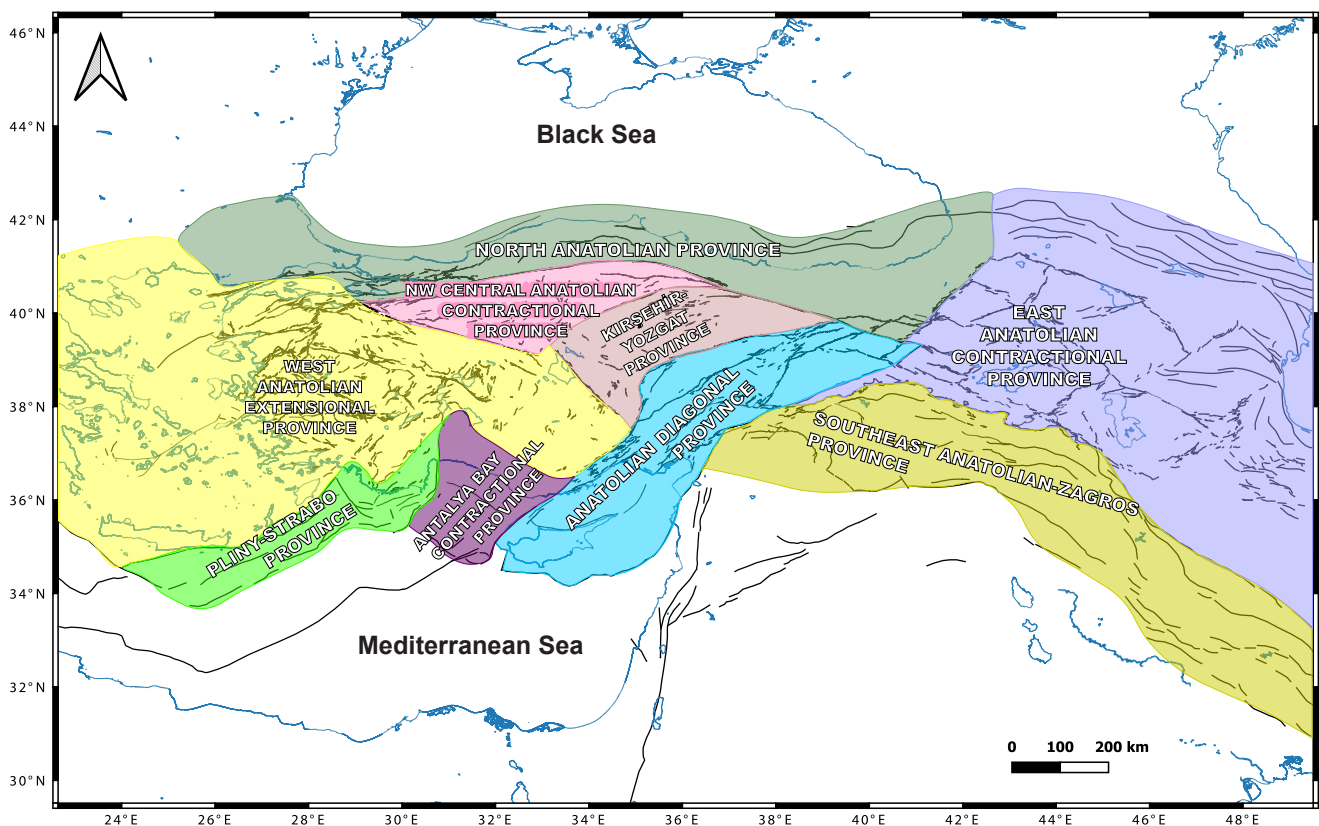 46°N
44°N
42°N
40°N
38°N
36°N
34°N
32°N
30°N
24°E
26°E
28°E
30°E
32°E
34°E
36°E
38°E
40°E
42°E
44°E
46°E
48°E
Black Sea
NORTH ANATOLIAN PROVINCE
NW CENTRAL ANATOLIAN
CONTRACTIONAL
PROVINCE
KIRŞEHİR-
YOZGAT
PROVINCE
EAST
ANATOLIAN
CONTRACTIONAL
PROVINCE
WEST
ANATOLIAN
EXTENSIONAL
PROVINCE
ANATOLIAN DIAGONAL
PROVINCE
SOUTHEAST ANATOLIAN-ZAGROS
PROVINCE
ANTALYA BAY
CONTRACTIONAL
PROVINCE
PLINY-STRABO
PROVINCE
Mediterranean Sea
0 100 200 km